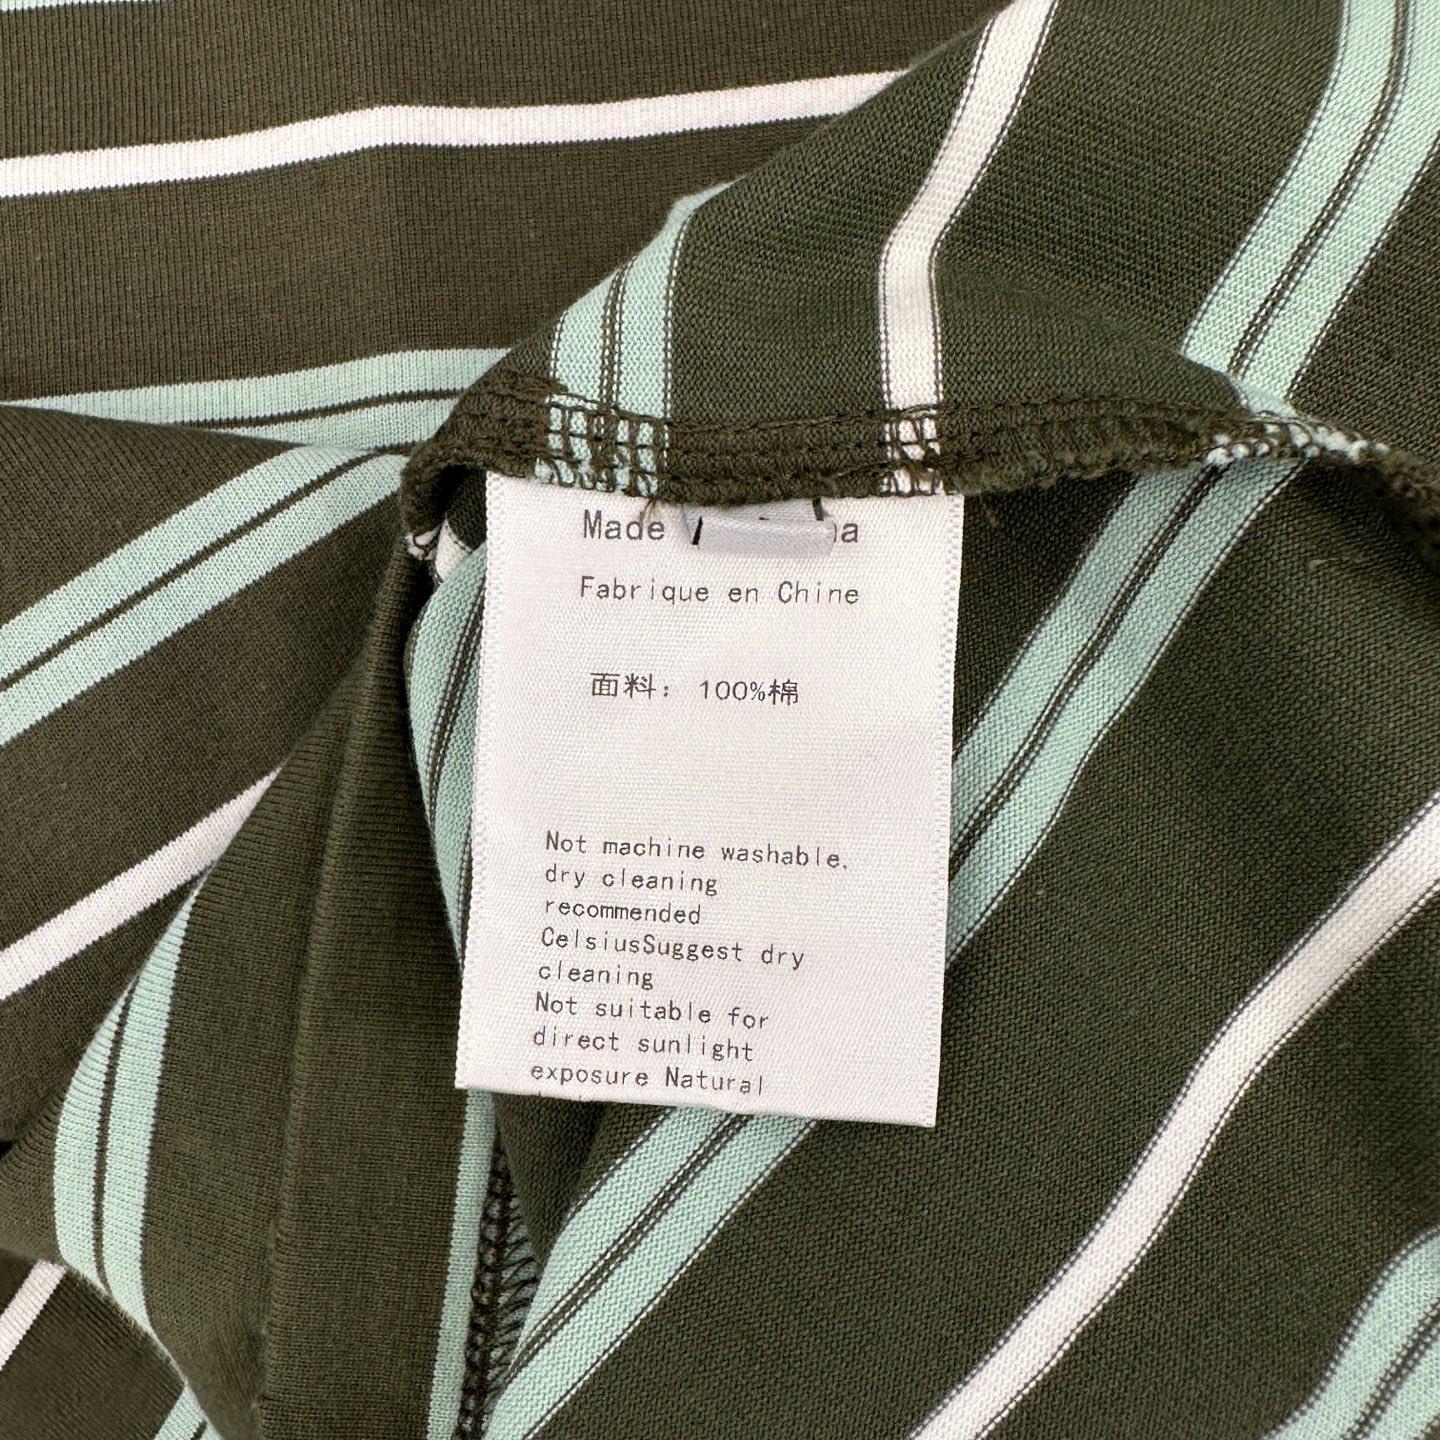 Made
Fabrique en Chine
面料：100%棉
Not machine washable,
dry cleaning
recommended
CelsiusSuggest dry
cleaning
Not suitable for
direct sunlight
exposure Natural